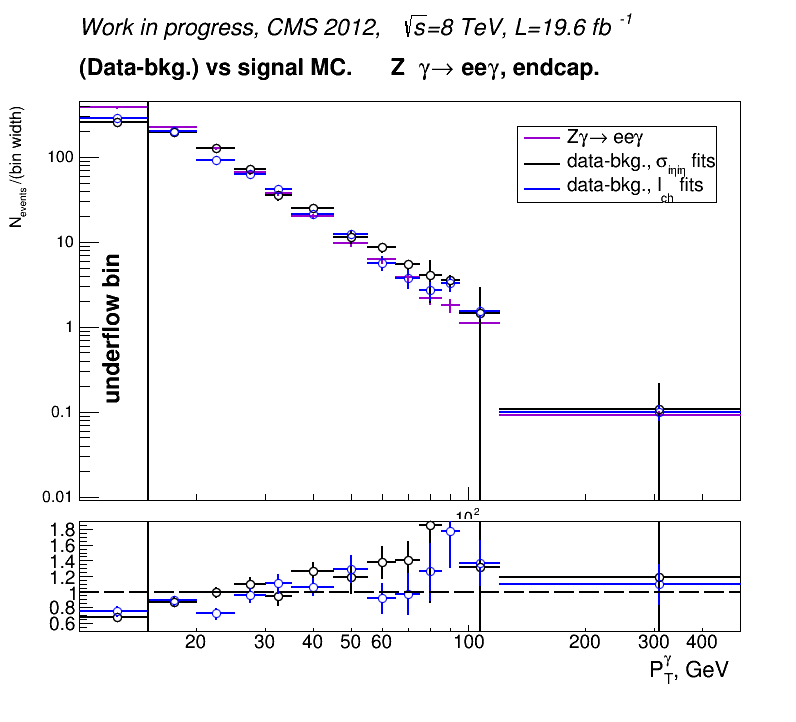 Work in progress, CMS 2012, √s=8 TeV, L=19.6 fb⁻¹
(Data-bkg.) vs signal MC. Z γ→ eeγ, endcap.
N_events /(bin width)
100
10
1
0.1
0.01
underflow bin
Zγ→ eeγ
data-bkg., σ_iηiη fits
data-bkg., I_ch fits
10²
1.8
1.6
1.4
1.2
1
0.8
0.6
20 30 40 50 60 100 200 300 400
P_T^γ, GeV